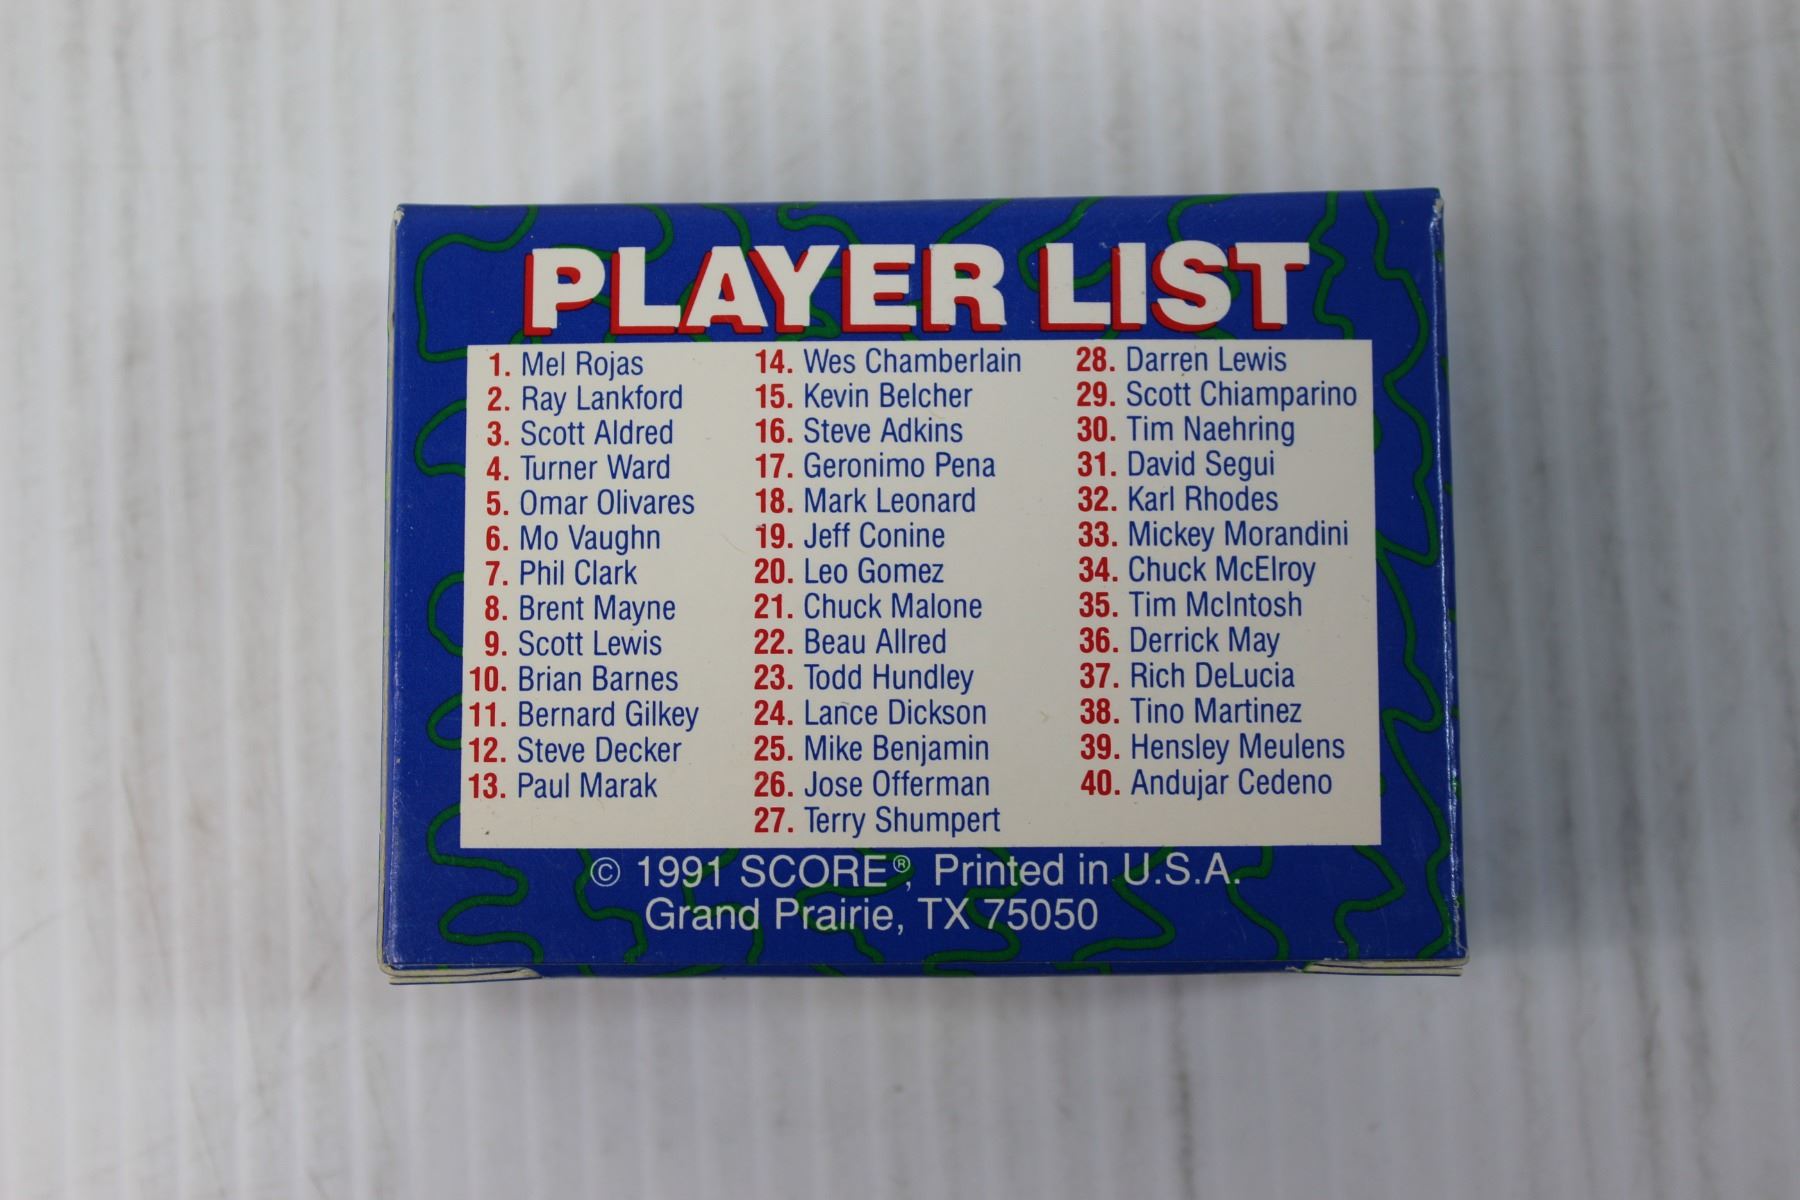 PLAYER LIST
1. Mel Rojas
2. Ray Lankford
3. Scott Aldred
4. Turner Ward
5. Omar Olivares
6. Mo Vaughn
7. Phil Clark
8. Brent Mayne
9. Scott Lewis
10. Brian Barnes
11. Bernard Gilkey
12. Steve Decker
13. Paul Marak
14. Wes Chamberlain
15. Kevin Belcher
16. Steve Adkins
17. Geronimo Pena
18. Mark Leonard
19. Jeff Conine
20. Leo Gomez
21. Chuck Malone
22. Beau Allred
23. Todd Hundley
24. Lance Dickson
25. Mike Benjamin
26. Jose Offerman
27. Terry Shumpert
28. Darren Lewis
29. Scott Chiamparino
30. Tim Naehring
31. David Segui
32. Karl Rhodes
33. Mickey Morandini
34. Chuck McElroy
35. Tim McIntosh
36. Derrick May
37. Rich DeLucia
38. Tino Martinez
39. Hensley Meulens
40. Andujar Cedeno
© 1991 SCORE®, Printed in U.S.A.
Grand Prairie, TX 75050